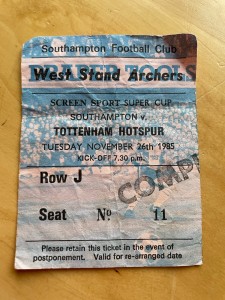 Southampton Football Club
West Stand Archers
SCREEN SPORT SUPER CUP
SOUTHAMPTON v.
TOTTENHAM HOTSPUR
TUESDAY NOVEMBER 26th 1985
KICK-OFF 7.30 p.m.
Row J
Seat Nº 11
Please retain this ticket in the event of
postponement. Valid for re-arranged date